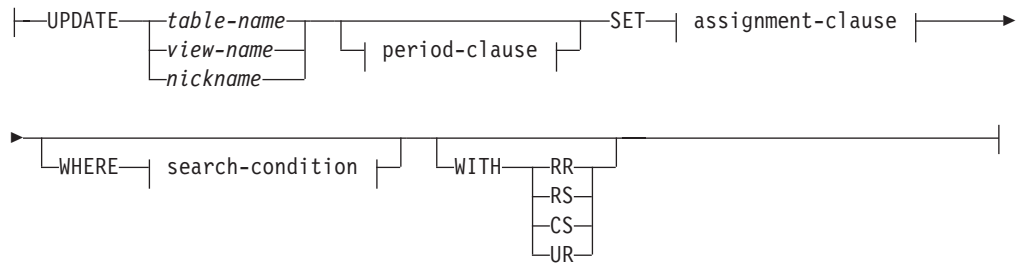 UPDATE table-name SET assignment-clause
view-name period-clause
nickname
WHERE search-condition WITH RR
RS
CS
UR